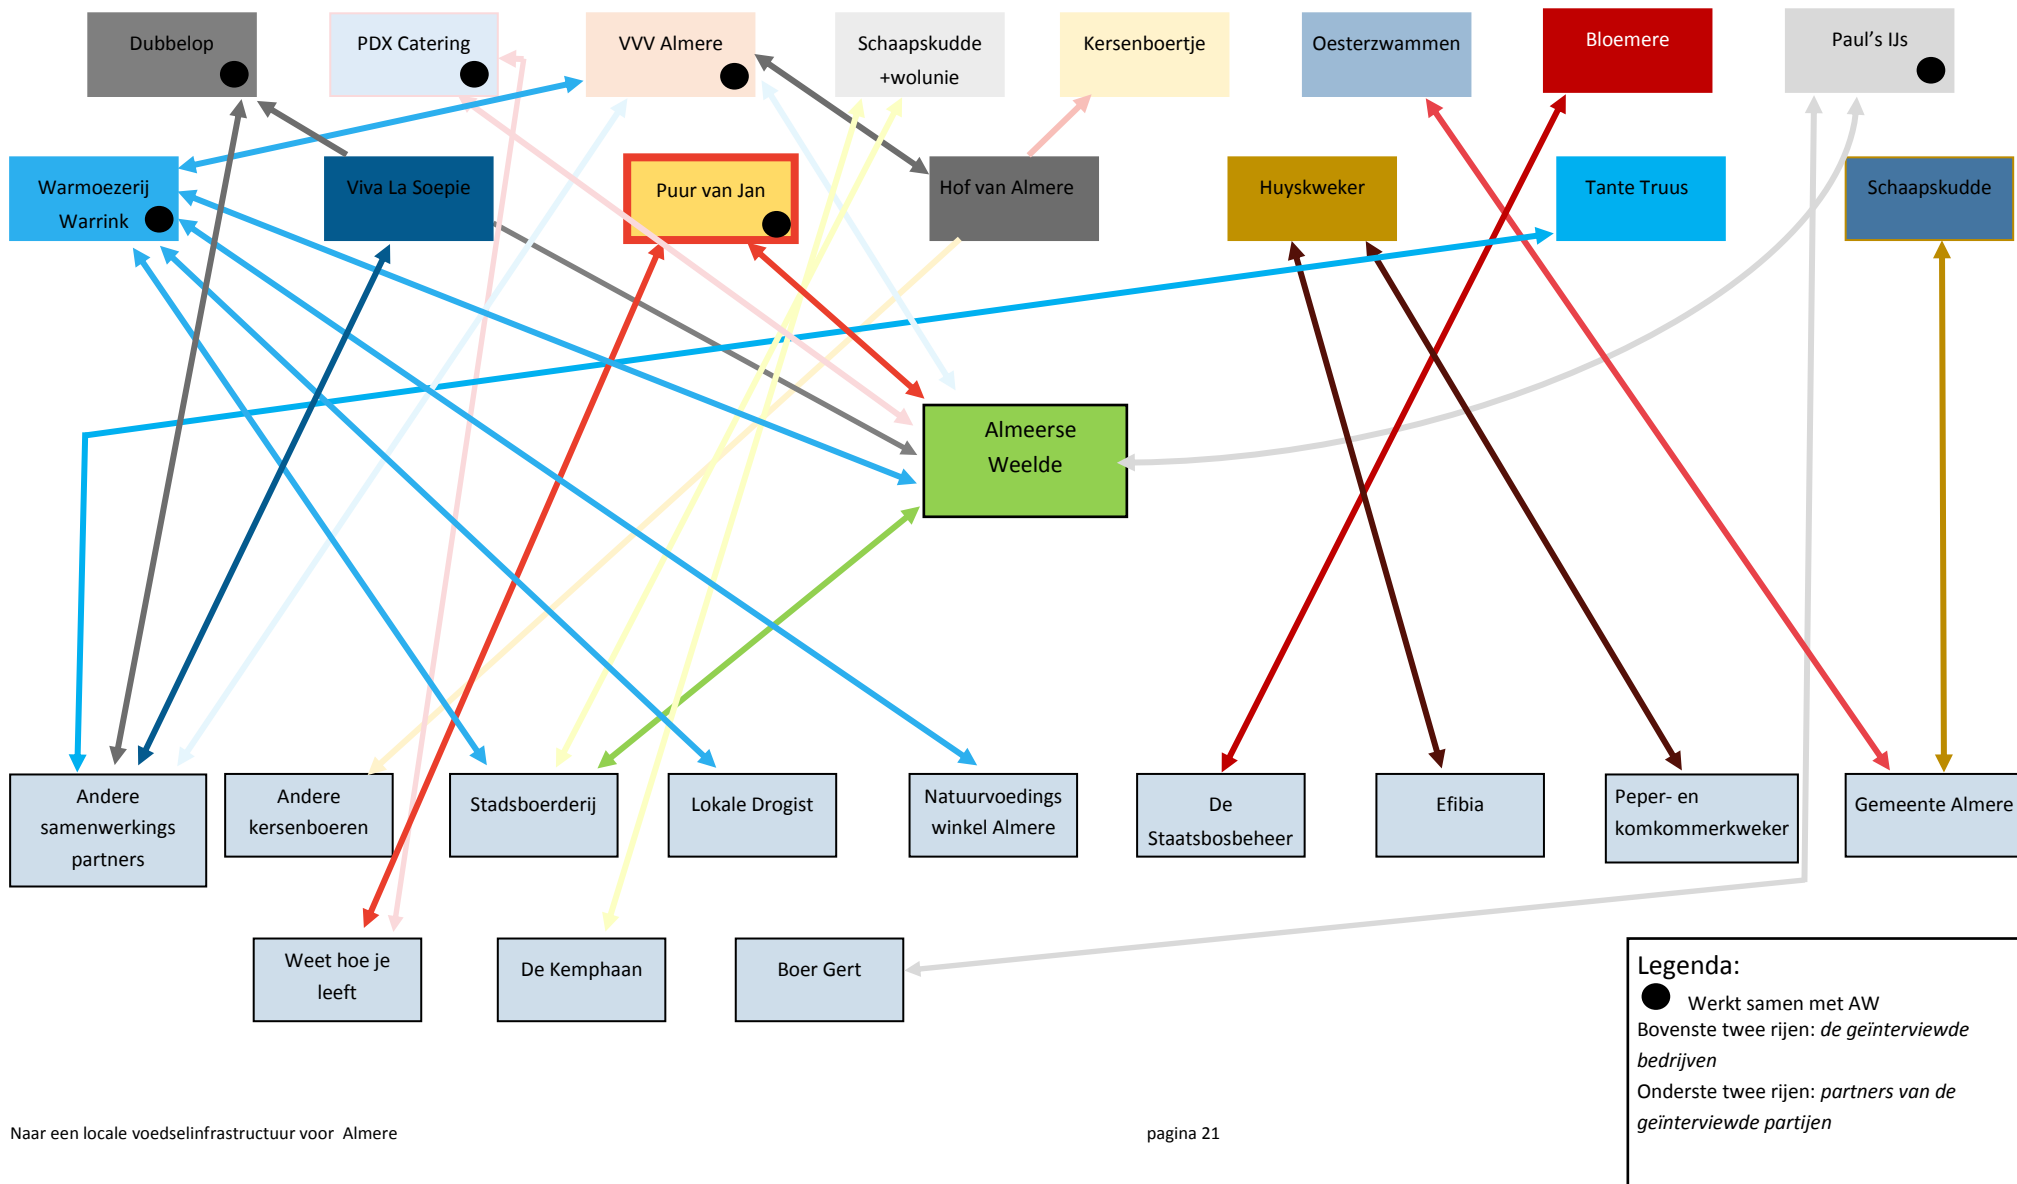 Dubbelop
PDX Catering
VVV Almere
Schaapskudde
+wolunie
Kersenboertje
Oesterzwammen
Bloemere
Paul's IJs
Warmoezerij
Warrink
Viva La Soepie
Puur van Jan
Hof van Almere
Huyskweker
Tante Truus
Schaapskudde
Almeerse
Weelde
Andere
samenwerkings
partners
Andere
kersenboeren
Stadsboerderij
Lokale Drogist
Natuurvoedings
winkel Almere
De
Staatsbosbeheer
Efibia
Peper- en
komkommerkweker
Gemeente Almere
Weet hoe je
leeft
De Kemphaan
Boer Gert
Legenda:
Werkt samen met AW
Bovenste twee rijen: de geïnterviewde
bedrijven
Onderste twee rijen: partners van de
geïnterviewde partijen
Naar een locale voedselinfrastructuur voor Almere
pagina 21